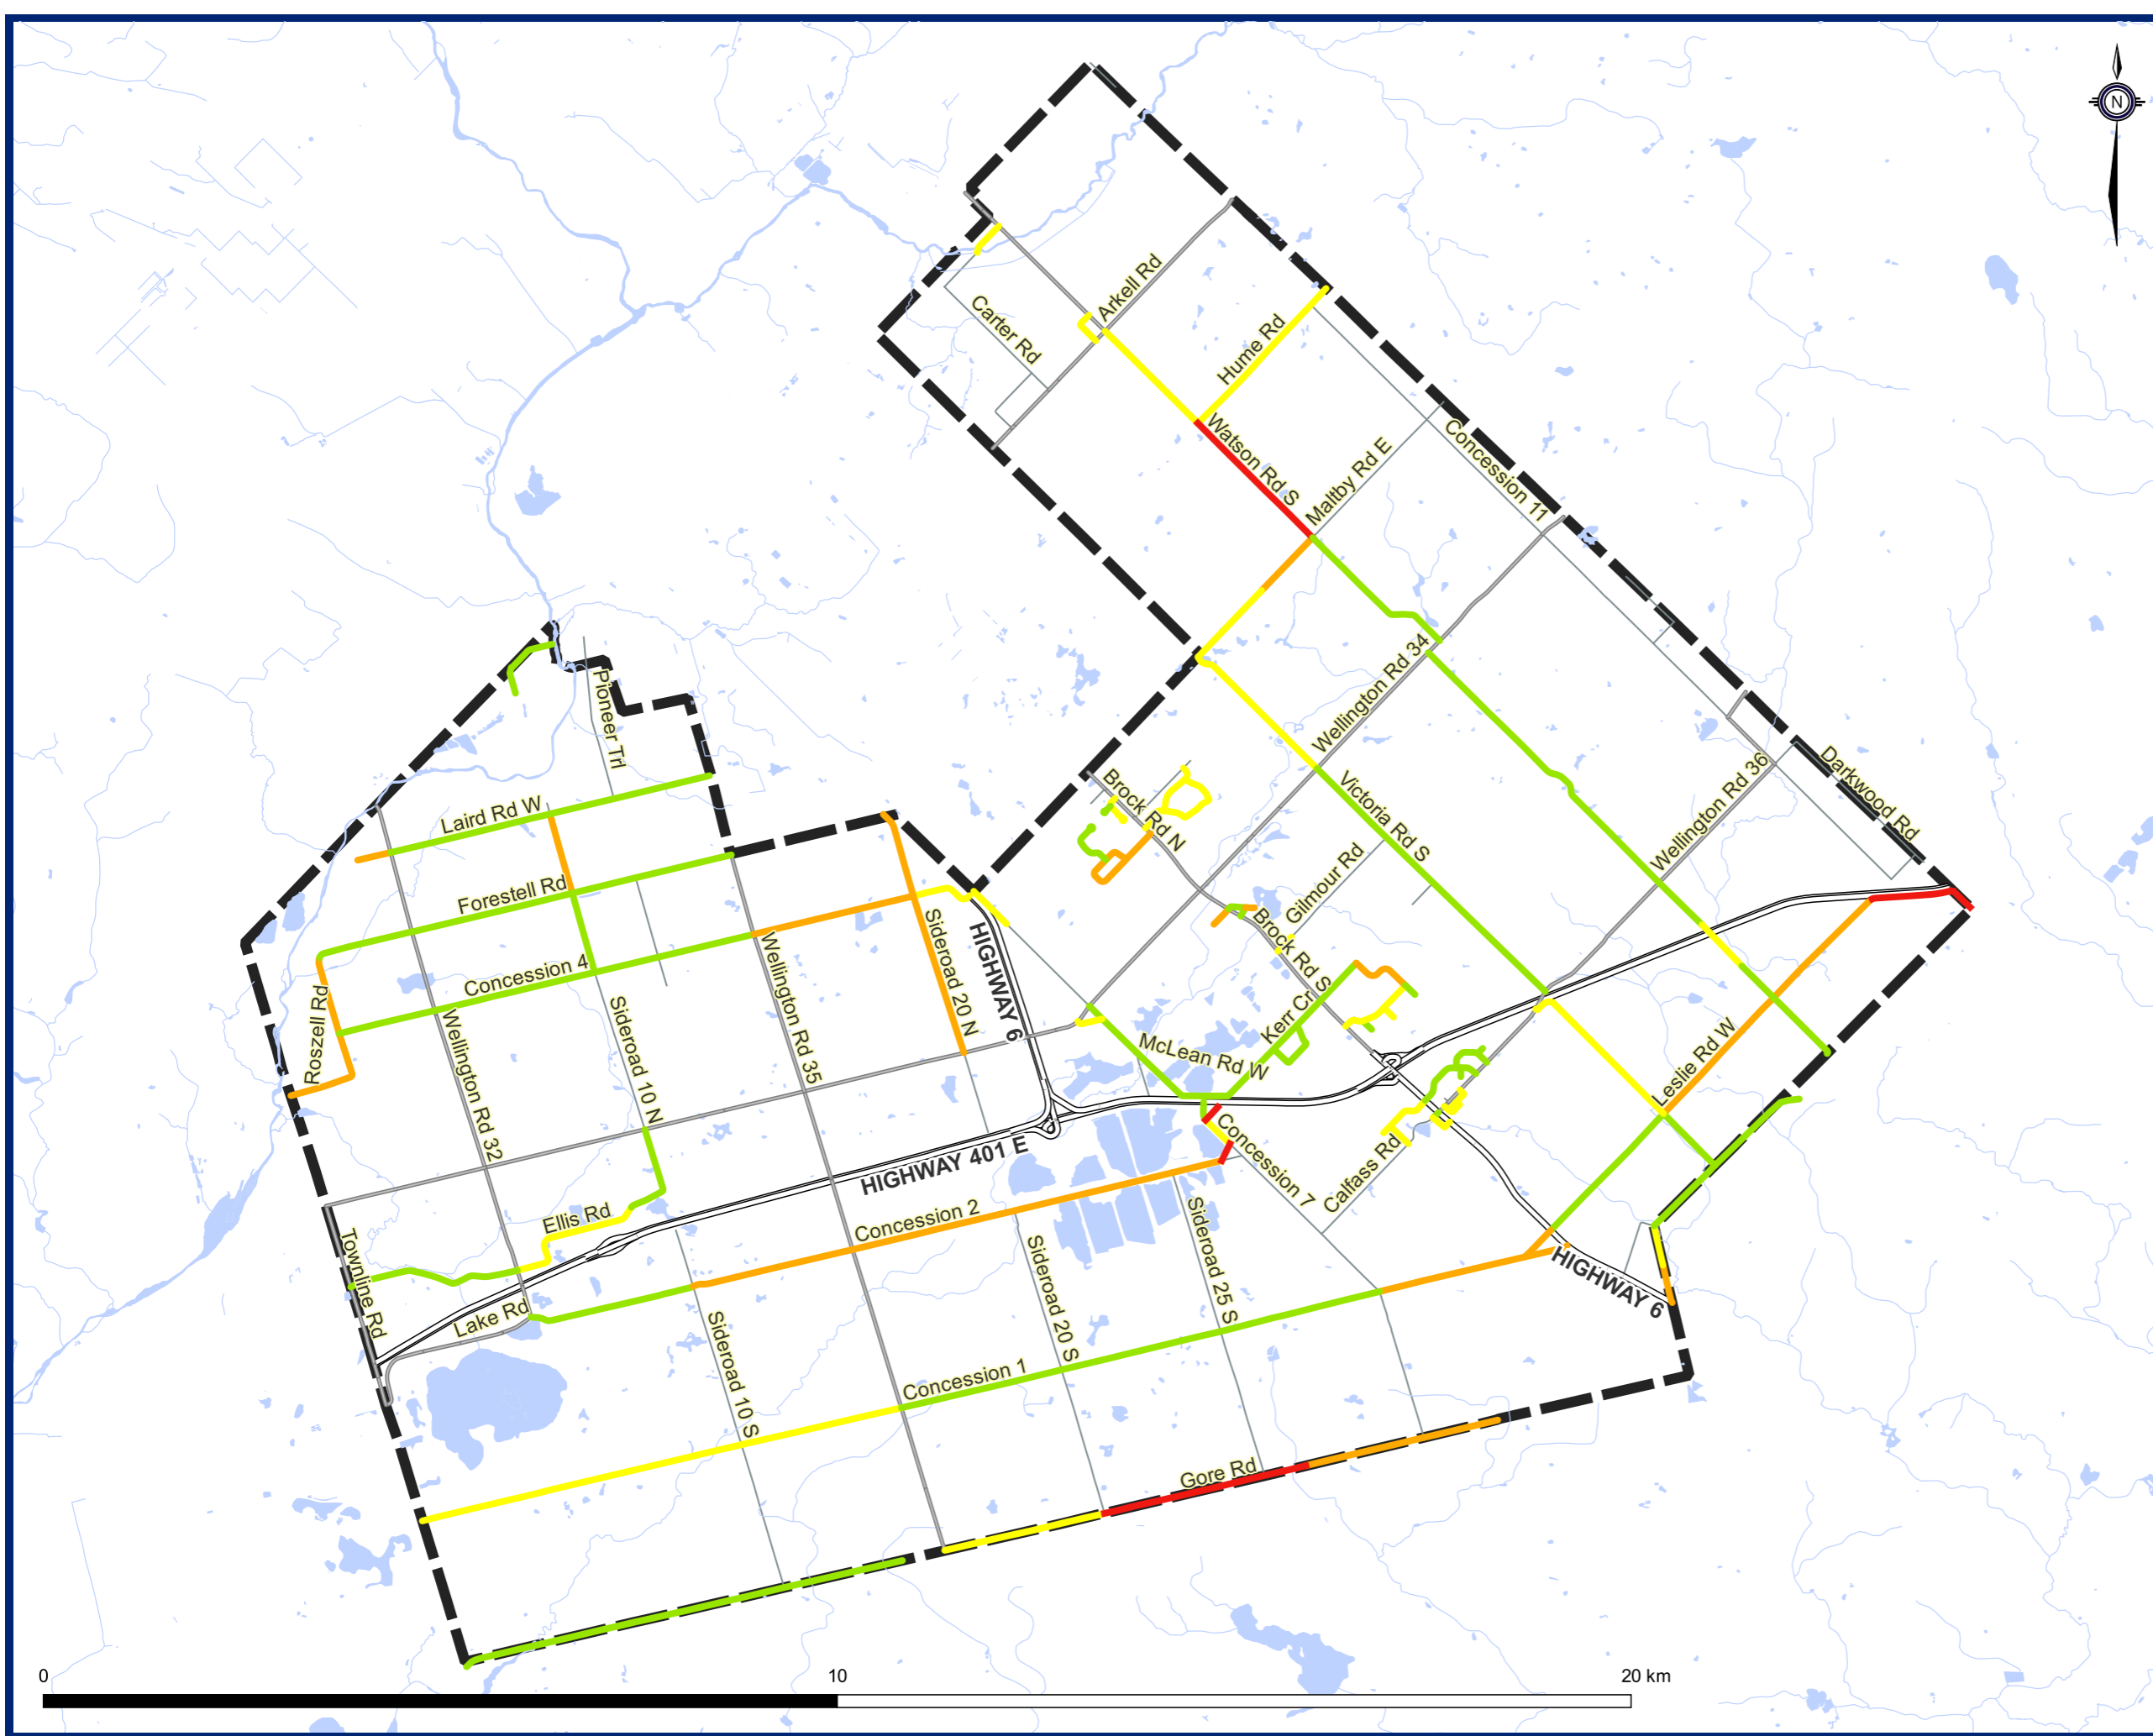 N
Arkell Rd
Carter Rd
Hume Rd
Watson Rd S
Maltby Rd E
Concession 11
Pioneer Trl
Wellington Rd 34
Brock Rd N
Victoria Rd S
Wellington Rd 36
Darkwood Rd
Laird Rd W
Forestell Rd
Gilmour Rd
Concession 4
Sideroad 20 N
HIGHWAY 6
Brock Rd S
Roszell Rd
Wellington Rd 32
Sideroad 10 N
Wellington Rd 35
Kerr Cr
McLean Rd W
Leslie Rd W
HIGHWAY 401 E
Concession 7
Calfass Rd
Ellis Rd
Concession 2
Townline Rd
Lake Rd
Sideroad 20 S
Sideroad 25 S
HIGHWAY 6
Sideroad 10 S
Concession 1
Gore Rd
0
10
20 km